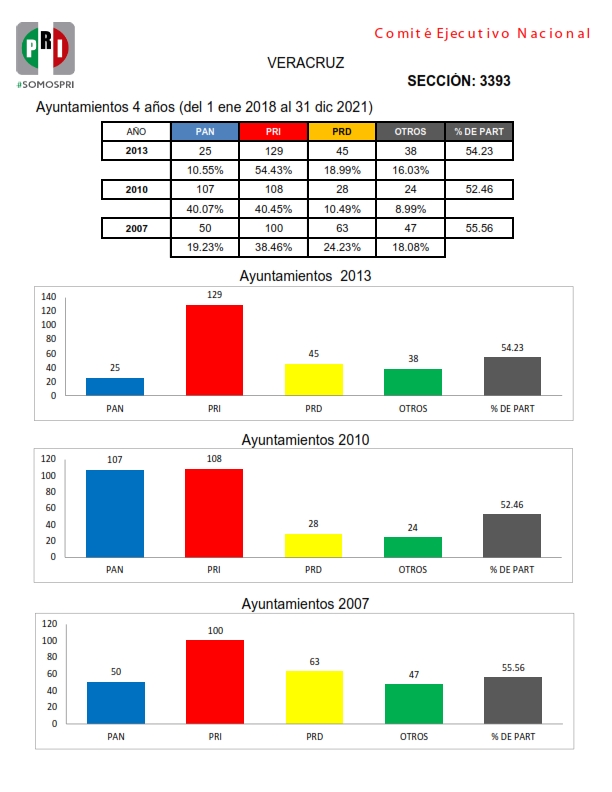 Comité Ejecutivo Nacional
PRI
#SOMOSPRI
VERACRUZ
SECCIÓN: 3393
Ayuntamientos 4 años (del 1 ene 2018 al 31 dic 2021)
AÑO PAN PRI PRD OTROS % DE PART
2013 25 129 45 38 54.23
10.55% 54.43% 18.99% 16.03%
2010 107 108 28 24 52.46
40.07% 40.45% 10.49% 8.99%
2007 50 100 63 47 55.56
19.23% 38.46% 24.23% 18.08%
Ayuntamientos 2013
140
120
100
80
60
40
20
0
25 129 45 38 54.23
PAN PRI PRD OTROS % DE PART
Ayuntamientos 2010
120
100
80
60
40
20
0
107 108 28 24 52.46
PAN PRI PRD OTROS % DE PART
Ayuntamientos 2007
120
100
80
60
40
20
0
50 100 63 47 55.56
PAN PRI PRD OTROS % DE PART